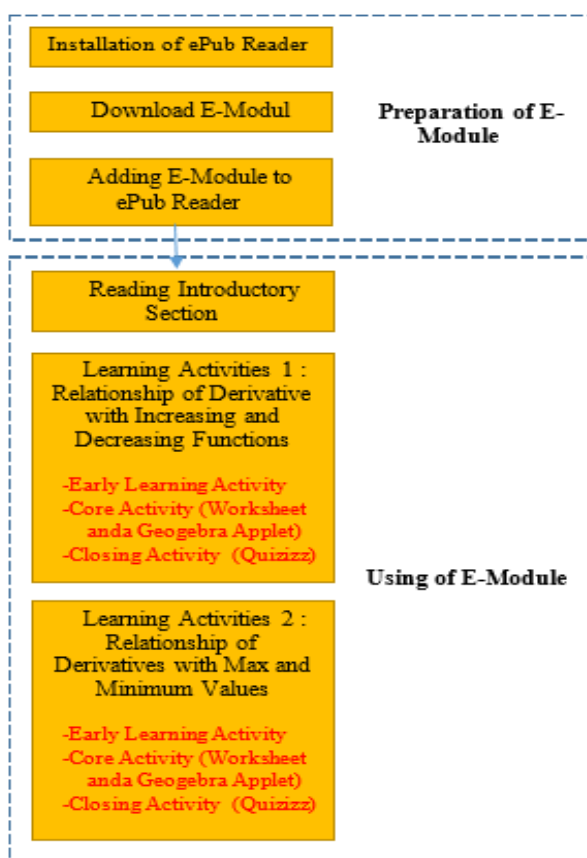 Installation of ePub Reader
Download E-Modul
Adding E-Module to
ePub Reader
Preparation of E-
Module
Reading Introductory
Section
Learning Activities 1 :
Relationship of Derivative
with Increasing and
Decreasing Functions
-Early Learning Activity
-Core Activity (Worksheet
anda Geogebra Applet)
-Closing Activity (Quizizz)
Using of E-Module
Learning Activities 2 :
Relationship of
Derivatives with Max and
Minimum Values
-Early Learning Activity
-Core Activity (Worksheet
anda Geogebra Applet)
-Closing Activity (Quizizz)